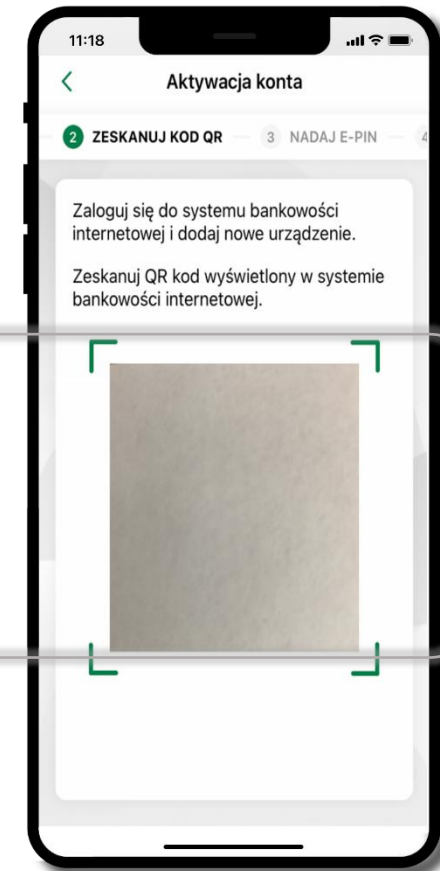 11:18
Aktywacja konta
2 ZESKANUJ KOD QR 3 NADAJ E-PIN 4
Zaloguj się do systemu bankowości
internetowej i dodaj nowe urządzenie.
Zeskanuj QR kod wyświetlony w systemie
bankowości internetowej.